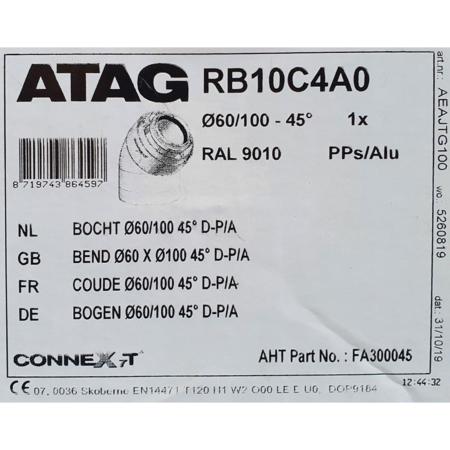 ATAG RB10C4A0
Ø60/100 - 45° 1x
RAL 9010 PPs/Alu
8 719743 864597
NL BOCHT Ø60/100 45° D-P/A
GB BEND Ø60 X Ø100 45° D-P/A
FR COUDE Ø60/100 45° D-P/A
DE BOGEN Ø60/100 45° D-P/A
CONNEXT AHT Part No. : FA300045
CE 07, 0036 Skoberne EN14471 T120 H1 W2 O00 LE E U0, DOP9184
12:44:32
art.nr.: AEAJTG100 wo.: 5260819 dat.: 31/10/19